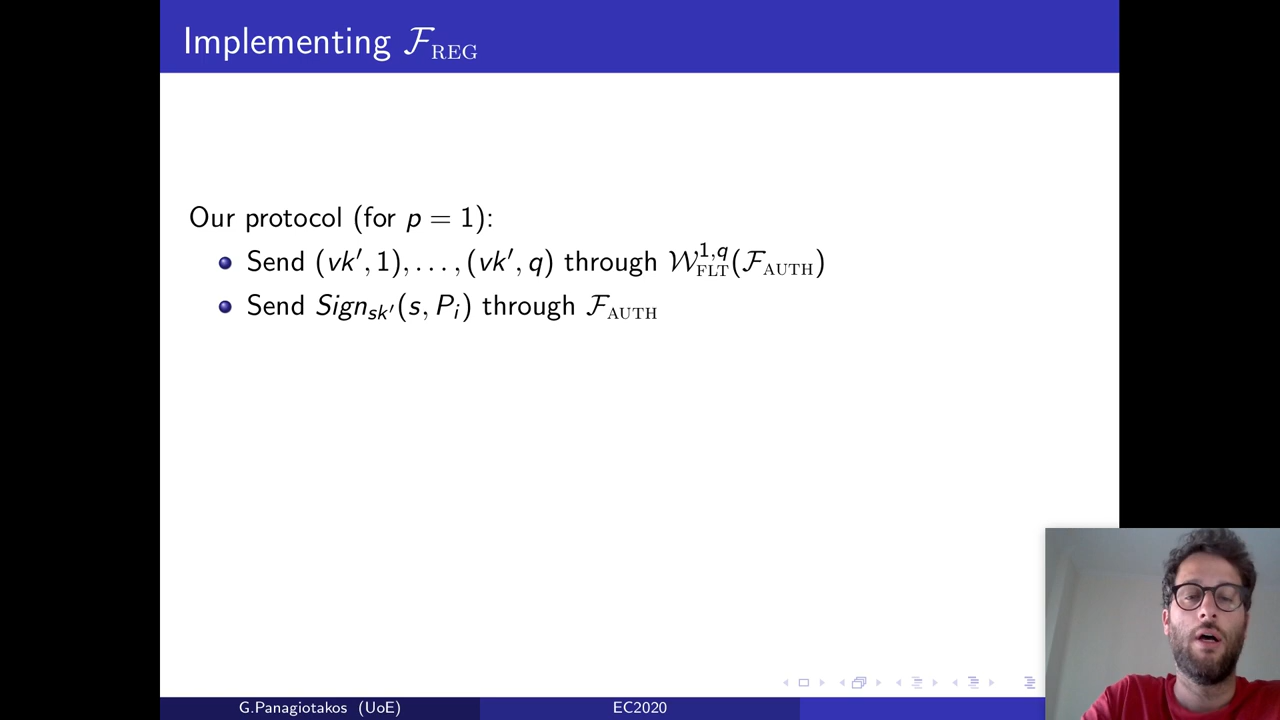 Implementing 𝓕_REG
Our protocol (for p = 1):
Send (vk′, 1), . . . , (vk′, q) through 𝒲^{1,q}_FLT(𝓕_AUTH)
Send Sign_{sk′}(s, P_i) through 𝓕_AUTH
G.Panagiotakos (UoE)
EC2020